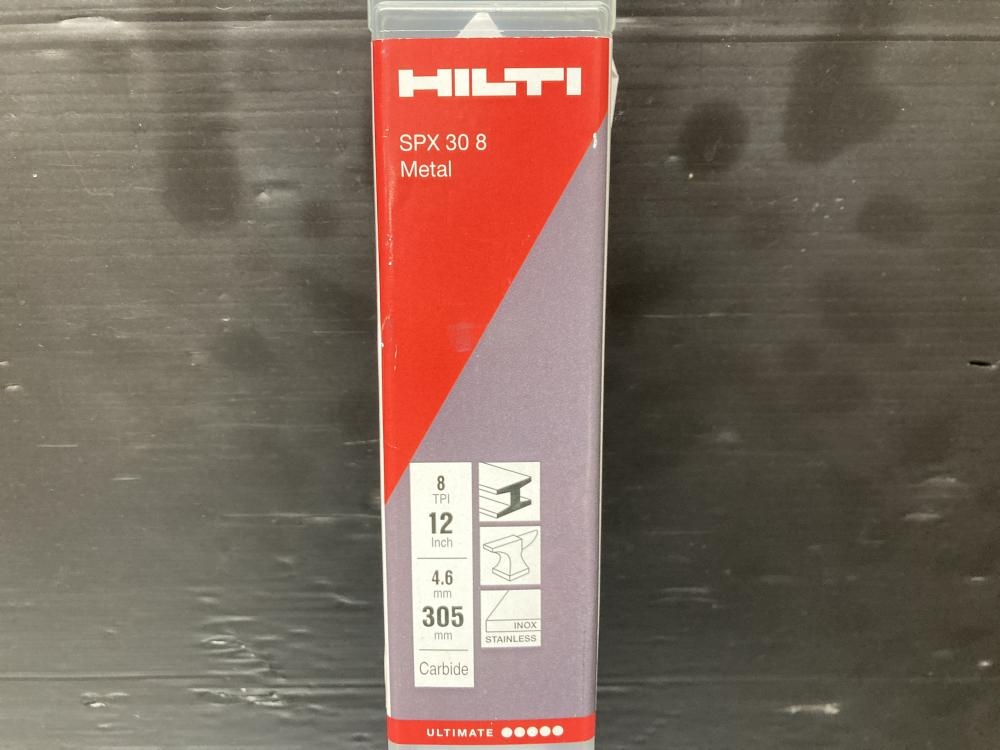 HILTI
SPX 30 8
Metal
8
TPI
12
Inch
4.6
mm
305
mm
Carbide
INOX
STAINLESS
ULTIMATE